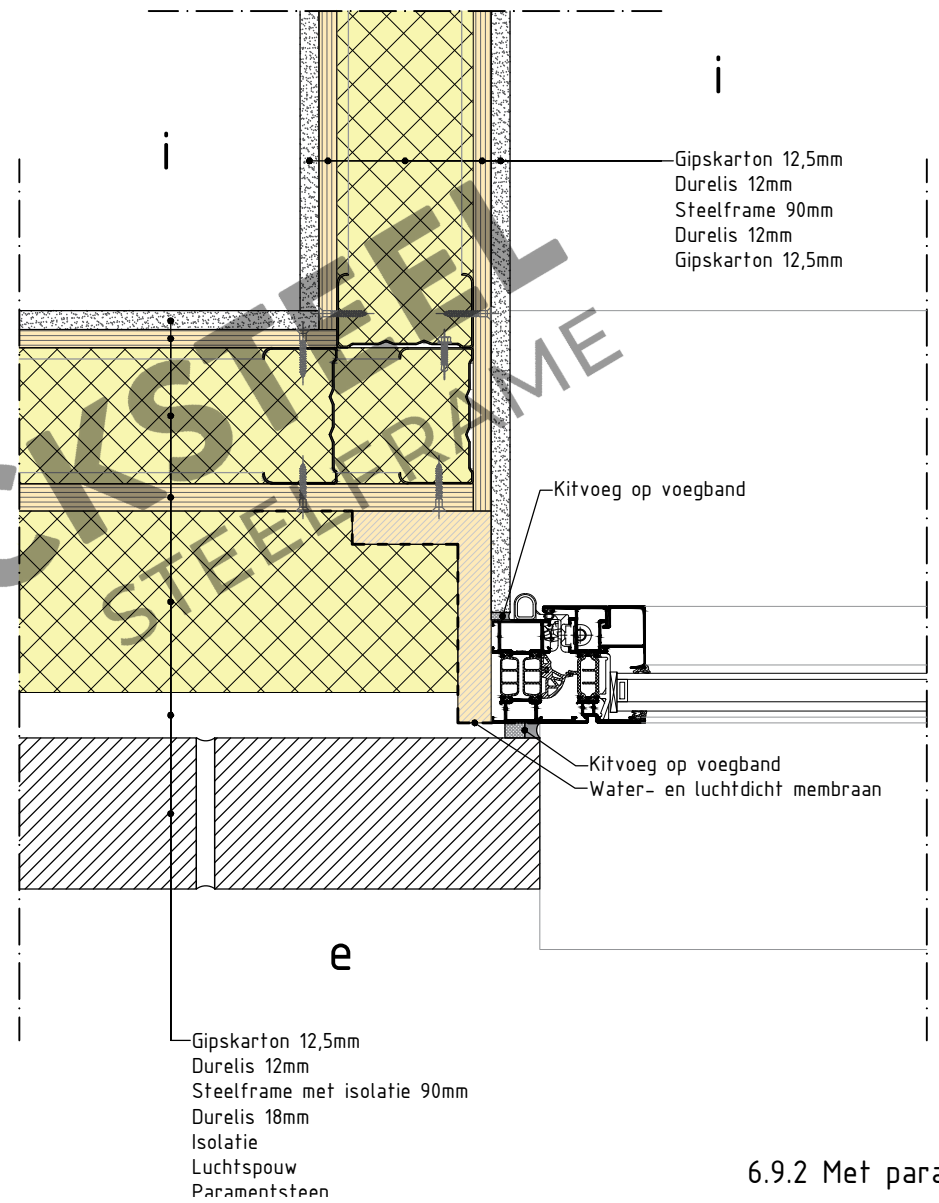 i
i
Gipskarton 12,5mm
Durelis 12mm
Steelframe 90mm
Durelis 12mm
Gipskarton 12,5mm
CKSTEEL
STEELFRAME
Kitvoeg op voegband
Kitvoeg op voegband
Water- en luchtdicht membraan
e
Gipskarton 12,5mm
Durelis 12mm
Steelframe met isolatie 90mm
Durelis 18mm
Isolatie
Luchtspouw
Paramentsteen
6.9.2 Met para